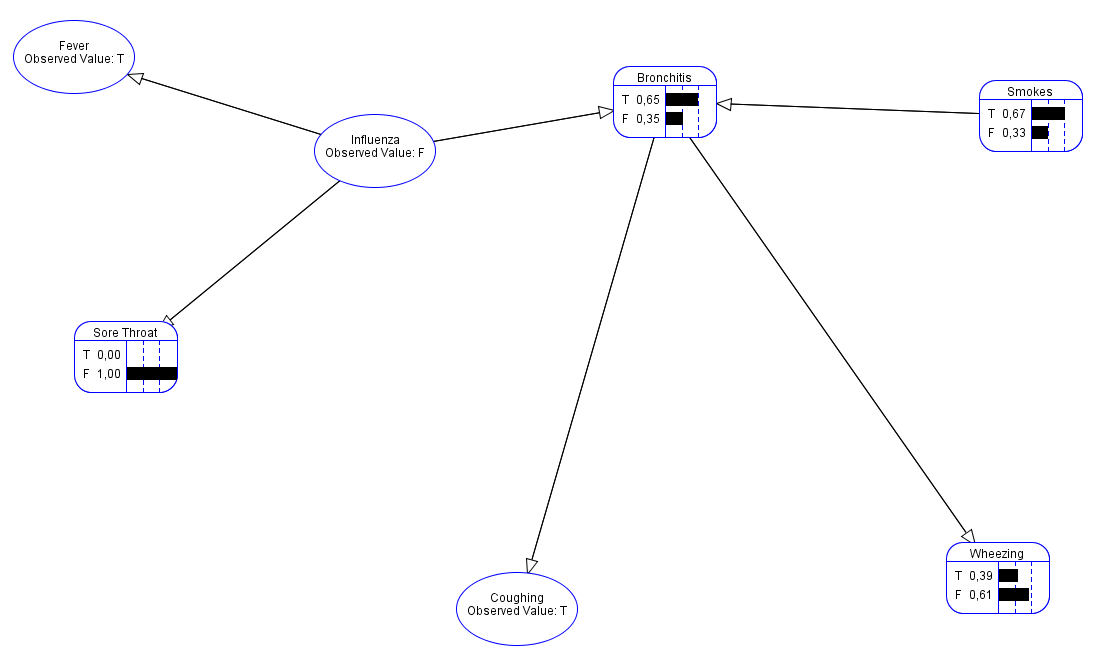 Fever
Observed Value: T
Influenza
Observed Value: F
Bronchitis
T 0,65
F 0,35
Smokes
T 0,67
F 0,33
Sore Throat
T 0,00
F 1,00
Coughing
Observed Value: T
Wheezing
T 0,39
F 0,61